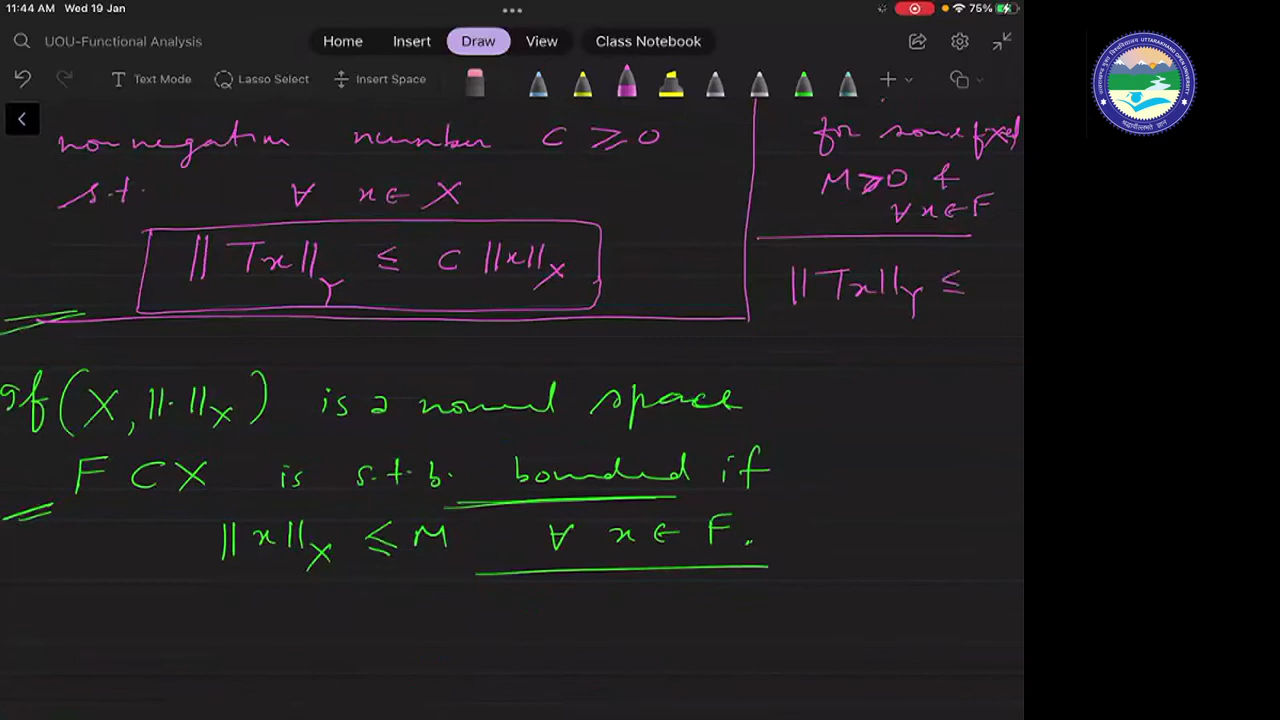 11:44 AM Wed 19 Jan
75%
UOU-Functional Analysis
Home Insert Draw View Class Notebook
Text Mode Lasso Select Insert Space
nonnegative number C ≥ 0
s.t. ∀ x ∈ X
|| Tx ||_Y ≤ C ||x||_X
for some fixed
M ≥ 0 &
∀ x ∈ F
|| Tx ||_Y ≤
If (X, ||·||_X) is a normed space
F ⊂ X is s.t.b. bounded if
|| x ||_X ≤ M ∀ x ∈ F.